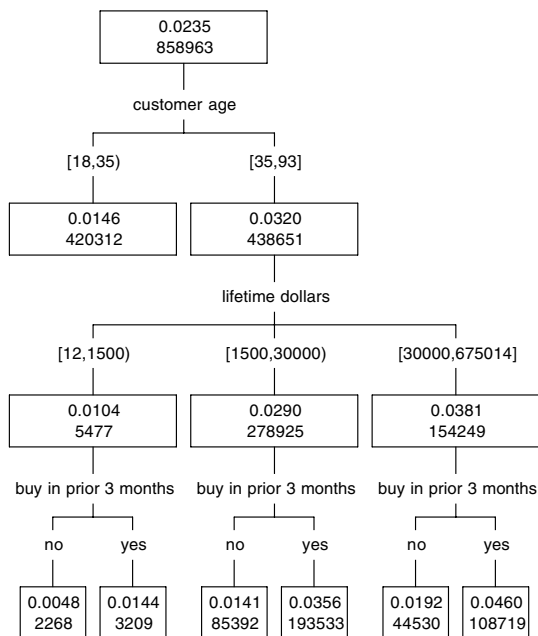 0.0235
858963
customer age
[18,35) [35,93]
0.0146 0.0320
420312 438651
lifetime dollars
[12,1500) [1500,30000) [30000,675014]
0.0104 0.0290 0.0381
5477 278925 154249
buy in prior 3 months buy in prior 3 months buy in prior 3 months
no yes no yes no yes
0.0048 0.0144 0.0141 0.0356 0.0192 0.0460
2268 3209 85392 193533 44530 108719